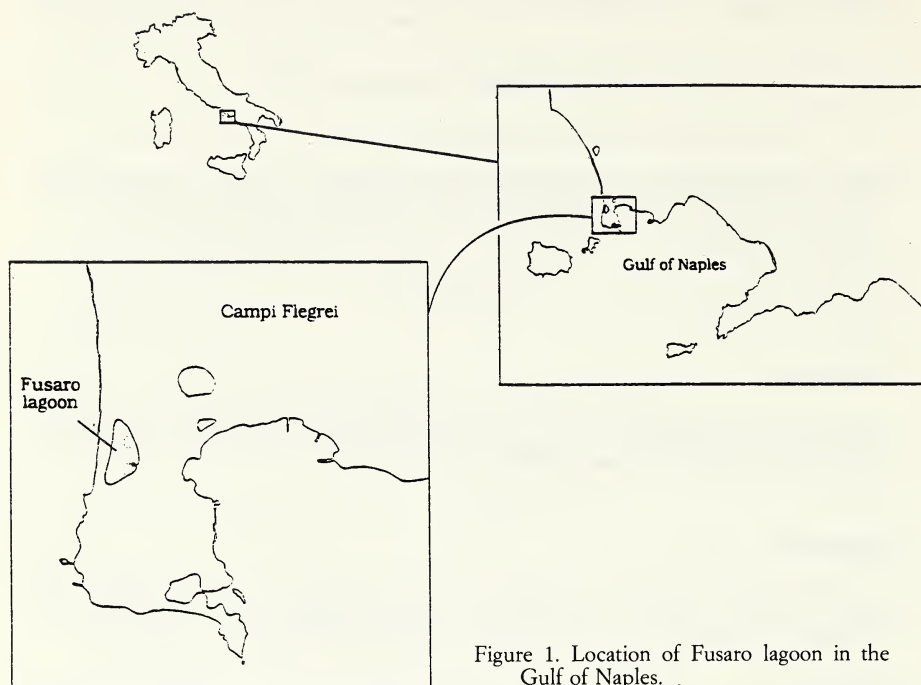 Gulf of Naples
Campi Flegrei
Fusaro
lagoon
Figure 1. Location of Fusaro lagoon in the
Gulf of Naples.